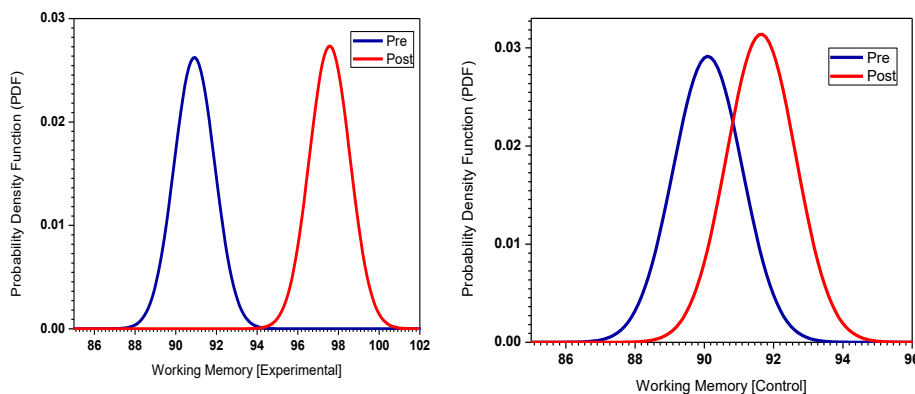 0.03
0.02
0.01
0.00
Probability Density Function (PDF)
Pre
Post
86 88 90 92 94 96 98 100 102
Working Memory [Experimental]
0.03
0.02
0.01
0.00
Probability Density Function (PDF)
Pre
Post
86 88 90 92 94 96
Working Memory [Control]